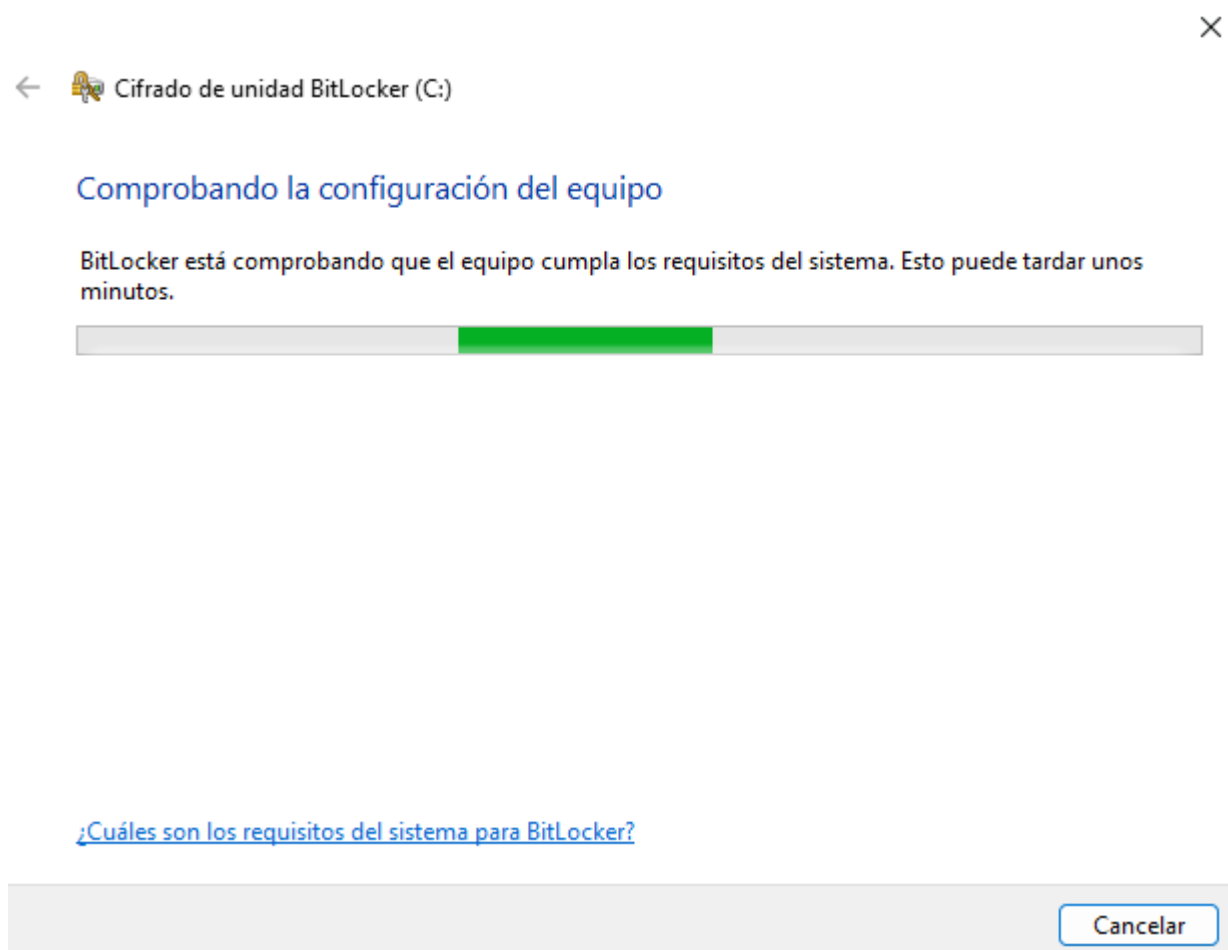 Cifrado de unidad BitLocker (C:)
Comprobando la configuración del equipo
BitLocker está comprobando que el equipo cumpla los requisitos del sistema. Esto puede tardar unos
minutos.
¿Cuáles son los requisitos del sistema para BitLocker?
Cancelar